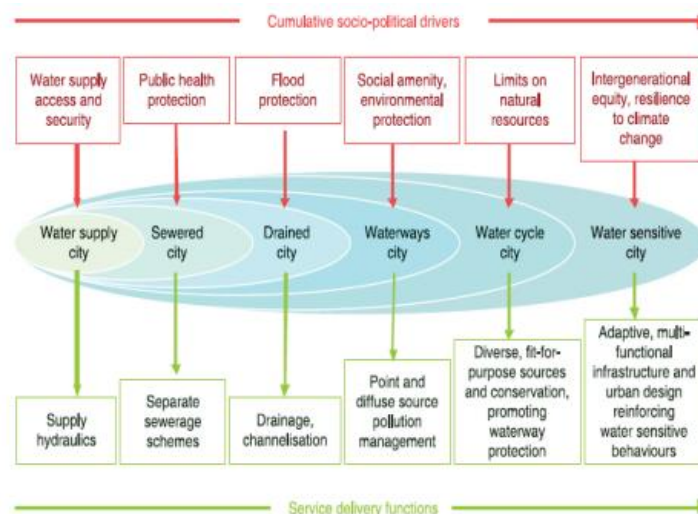 Cumulative socio-political drivers
Water supply
access and
security
Public health
protection
Flood
protection
Social amenity,
environmental
protection
Limits on
natural
resources
Intergenerational
equity, resilience
to climate
change
Water supply
city
Sewered
city
Drained
city
Waterways
city
Water cycle
city
Water sensitive
city
Supply
hydraulics
Separate
sewerage
schemes
Drainage,
channelisation
Point and
diffuse source
pollution
management
Diverse, fit-for-
purpose sources
and conservation,
promoting
waterway
protection
Adaptive, multi-
functional
infrastructure and
urban design
reinforcing
water sensitive
behaviours
Service delivery functions